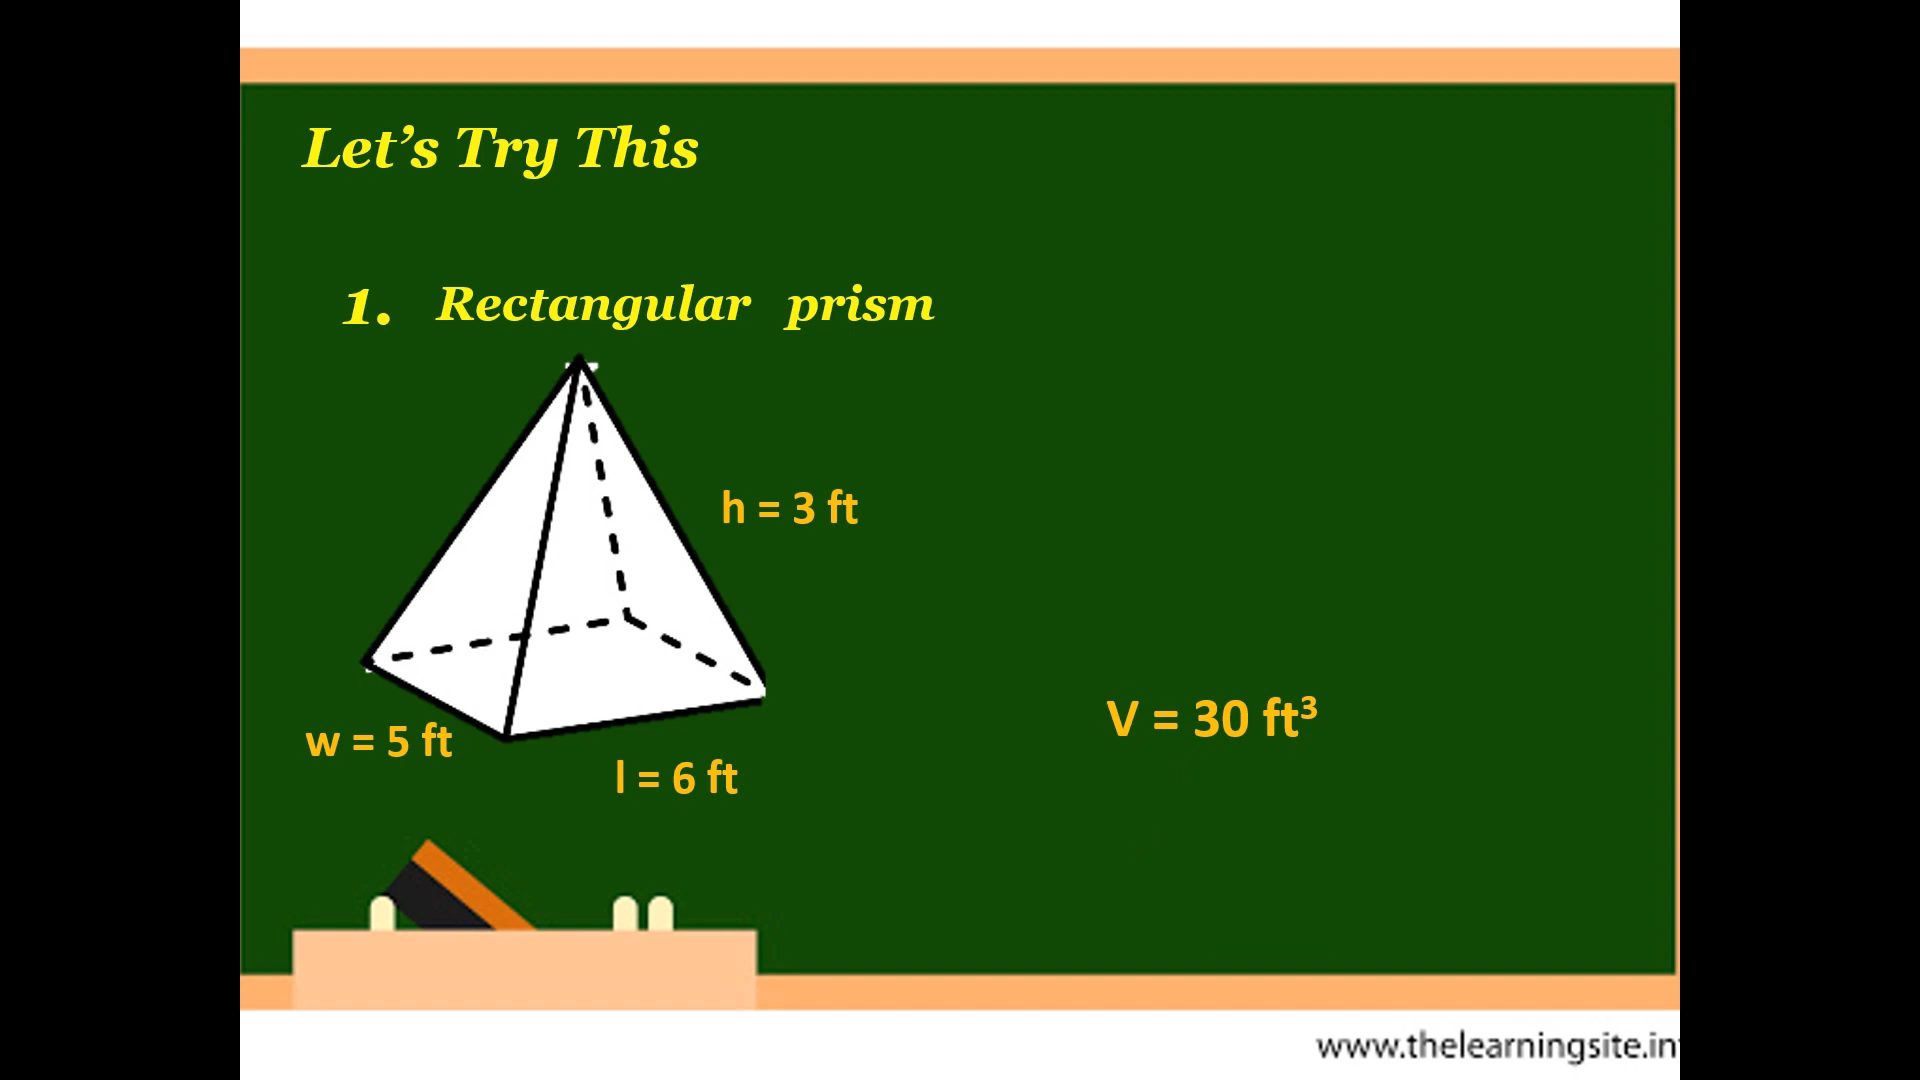 Let’s Try This
1. Rectangular prism
h = 3 ft
w = 5 ft
l = 6 ft
V = 30 ft³
www.thelearningsite.in